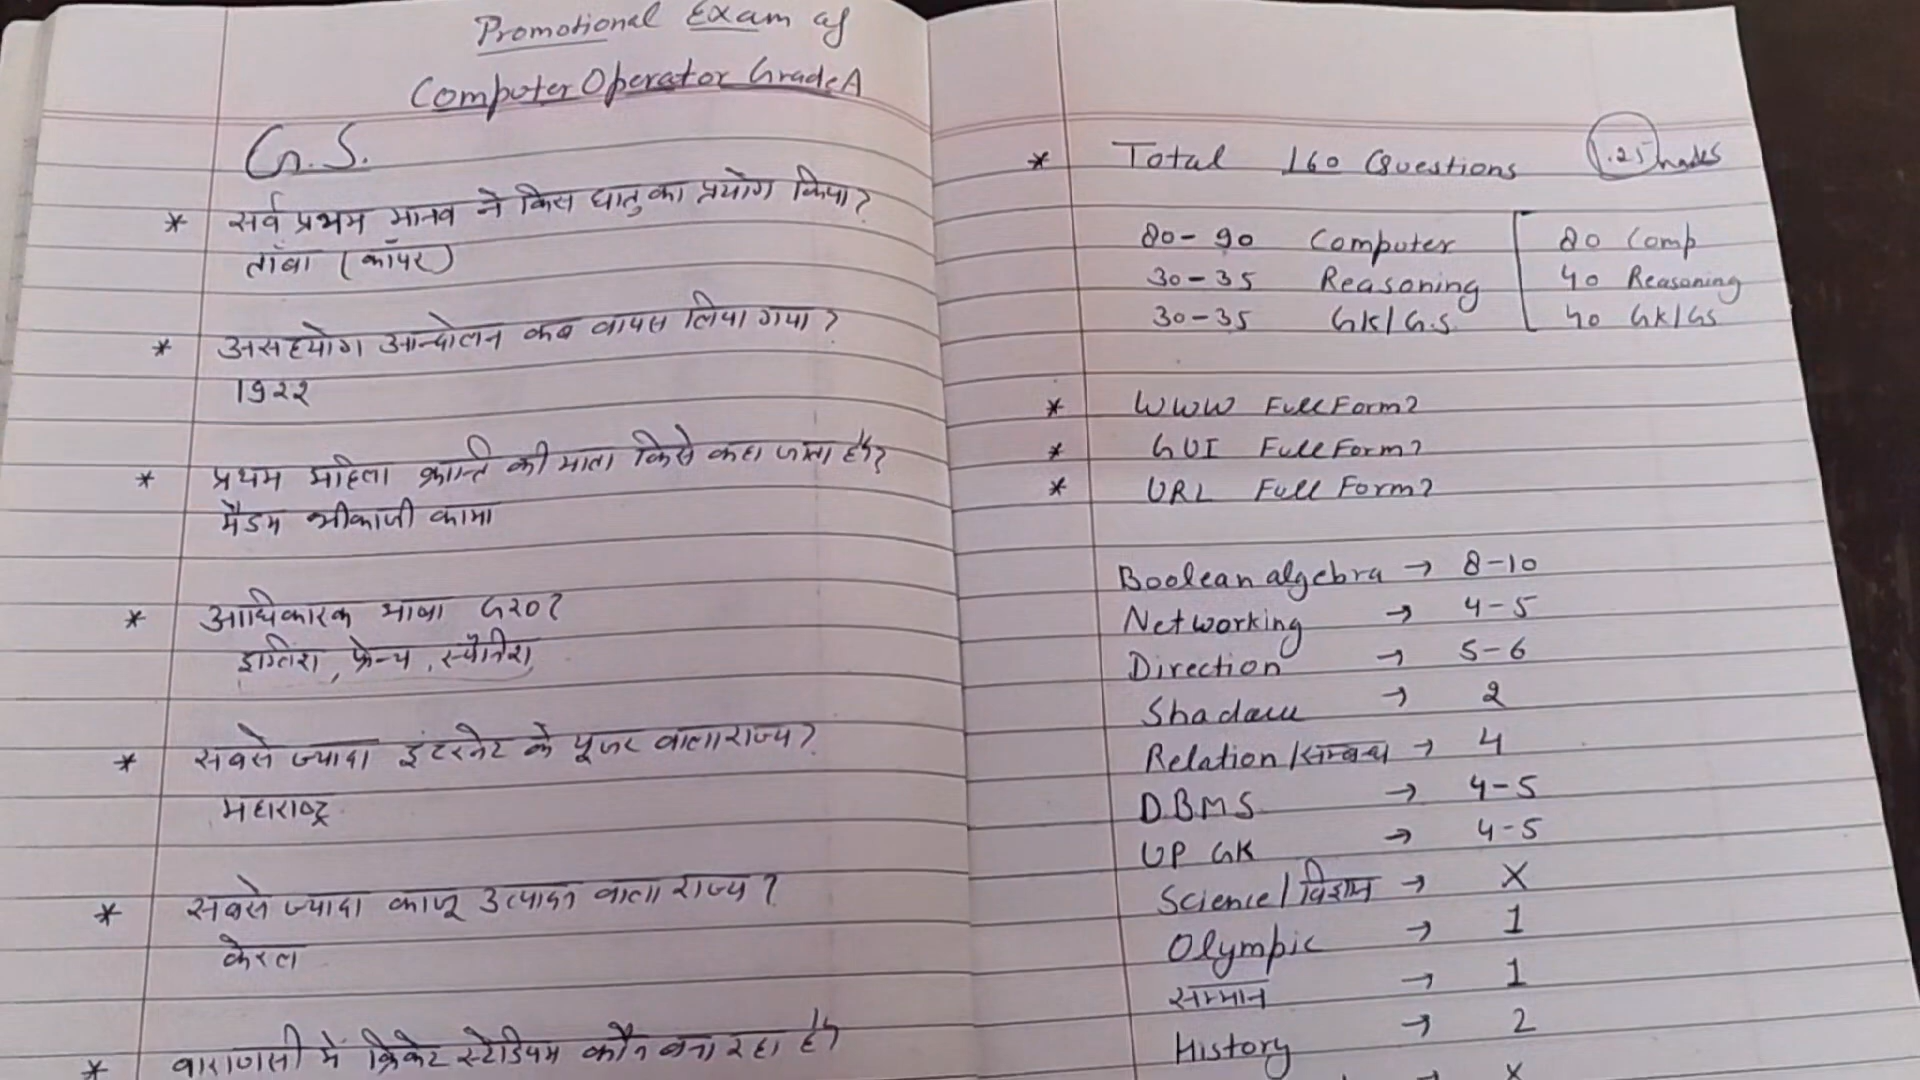 Promotional Exam of
Computer Operator Grade A
G.S.
* सर्व प्रथम मानव ने किस धातु का प्रयोग किया?
ताँबा (कॉपर)
* असहयोग आन्दोलन कब वापस लिया गया?
1922
* प्रथम महिला क्रान्ति की माता किसे कहा जाता है?
मैडम भीकाजी कामा
* आधिकारक भाषा
इंग्लिश, फ्रेन्च, स्पैनिश
* सबसे ज्यादा इंटरनेट के यूजर वाला राज्य?
महाराष्ट्र
* सबसे ज्यादा काजू उत्पादन वाला राज्य?
केरल
* वाराणसी में क्रिकेट स्टेडियम कौन बना रहा है
* Total 160 Questions 1.25
80-90 Computer
30-35 Reasoning
30-35 GK/G.S.
80 Comp
40 Reasoning
40 GK/GS
* WWW Full Form?
* GUI Full Form?
* URL Full Form?
Boolean algebra → 8-10
Networking → 4-5
Direction → 5-6
Shadow → 2
Relation/सम्बन्ध → 4
DBMS → 4-5
UP GK → 4-5
Science/विज्ञान → X
Olympic → 1
सम्मान → 1
History → 2
→ X